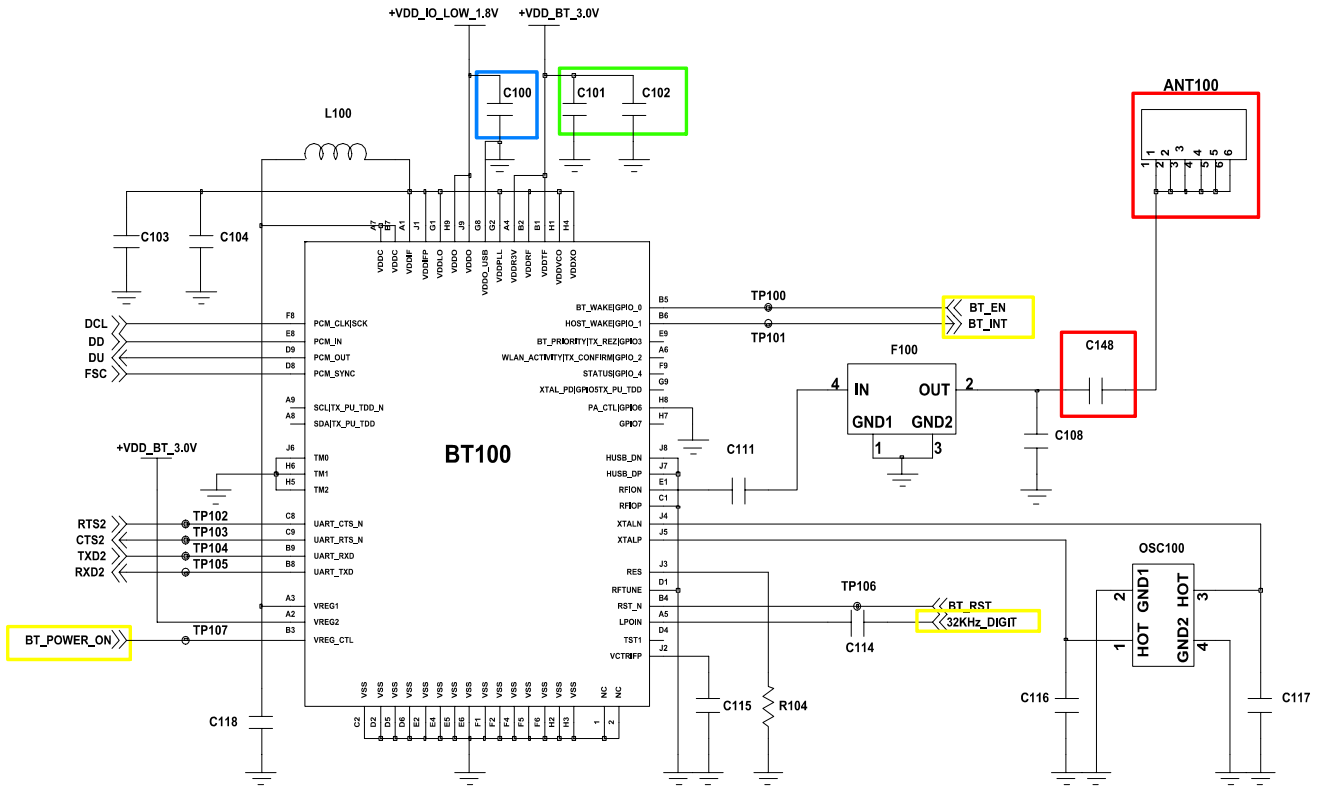 +VDD_IO_LOW_1.8V +VDD_BT_3.0V
C100 C101 C102
ANT100
L100
1 2 3 4 5 6
1 2 3 4 5 6
C103 C104
A7 B7 A1 J1 G1 H9 J9 G8 G2 A4 B2 B1 H1 H4
VDDC VDDC VDDIF VDDIFP VDDLO VDDO VDDO VDDO_USB VDDPLL VDDR3V VDDRF VDDTF VDDVCO VDDXO
DCL F8 PCM_CLK|SCK
DD E8 PCM_IN
DU D9 PCM_OUT
FSC D8 PCM_SYNC
A9 SCL|TX_PU_TDD_N
A8 SDA|TX_PU_TDD
BT100
+VDD_BT_3.0V
J6 TM0
H6 TM1
H5 TM2
RTS2 TP102 C8 UART_CTS_N
CTS2 TP103 C9 UART_RTS_N
TXD2 TP104 B9 UART_RXD
RXD2 TP105 B8 UART_TXD
A3 VREG1
A2 VREG2
BT_POWER_ON TP107 B3 VREG_CTL
BT_WAKE|GPIO_0 B5 TP100 BT_EN
HOST_WAKE|GPIO_1 B6 TP101 BT_INT
BT_PRIORITY|TX_REZ|GPIO3 E9
WLAN_ACTIVITY|TX_CONFIRM|GPIO_2 A6
STATUS|GPIO_4 F9
XTAL_PD|GPIO5TX_PU_TDD G9
PA_CTL|GPIO6 H8
GPIO7 H7
F100
4 IN OUT 2
GND1 GND2
1 3
C148
C108
C111
HUSB_DN J8
HUSB_DP J7
RFION E1
RFIOP C1
XTALN J4
XTALP J5
RES J3
RFTUNE D1
RST_N B4 TP106 BT_RST
LPOIN A5 C114 32KHz_DIGIT
TST1 D4
VCTRIFP J2
OSC100
2 GND1 HOT 3
1 HOT GND2 4
C116 C117
C115 R104
C118
VSS VSS VSS VSS VSS VSS VSS VSS VSS VSS VSS VSS VSS VSS VSS NC NC
C2 D2 D5 D6 E2 E4 E5 E6 F1 F2 F4 F5 F6 H2 H3 1 2